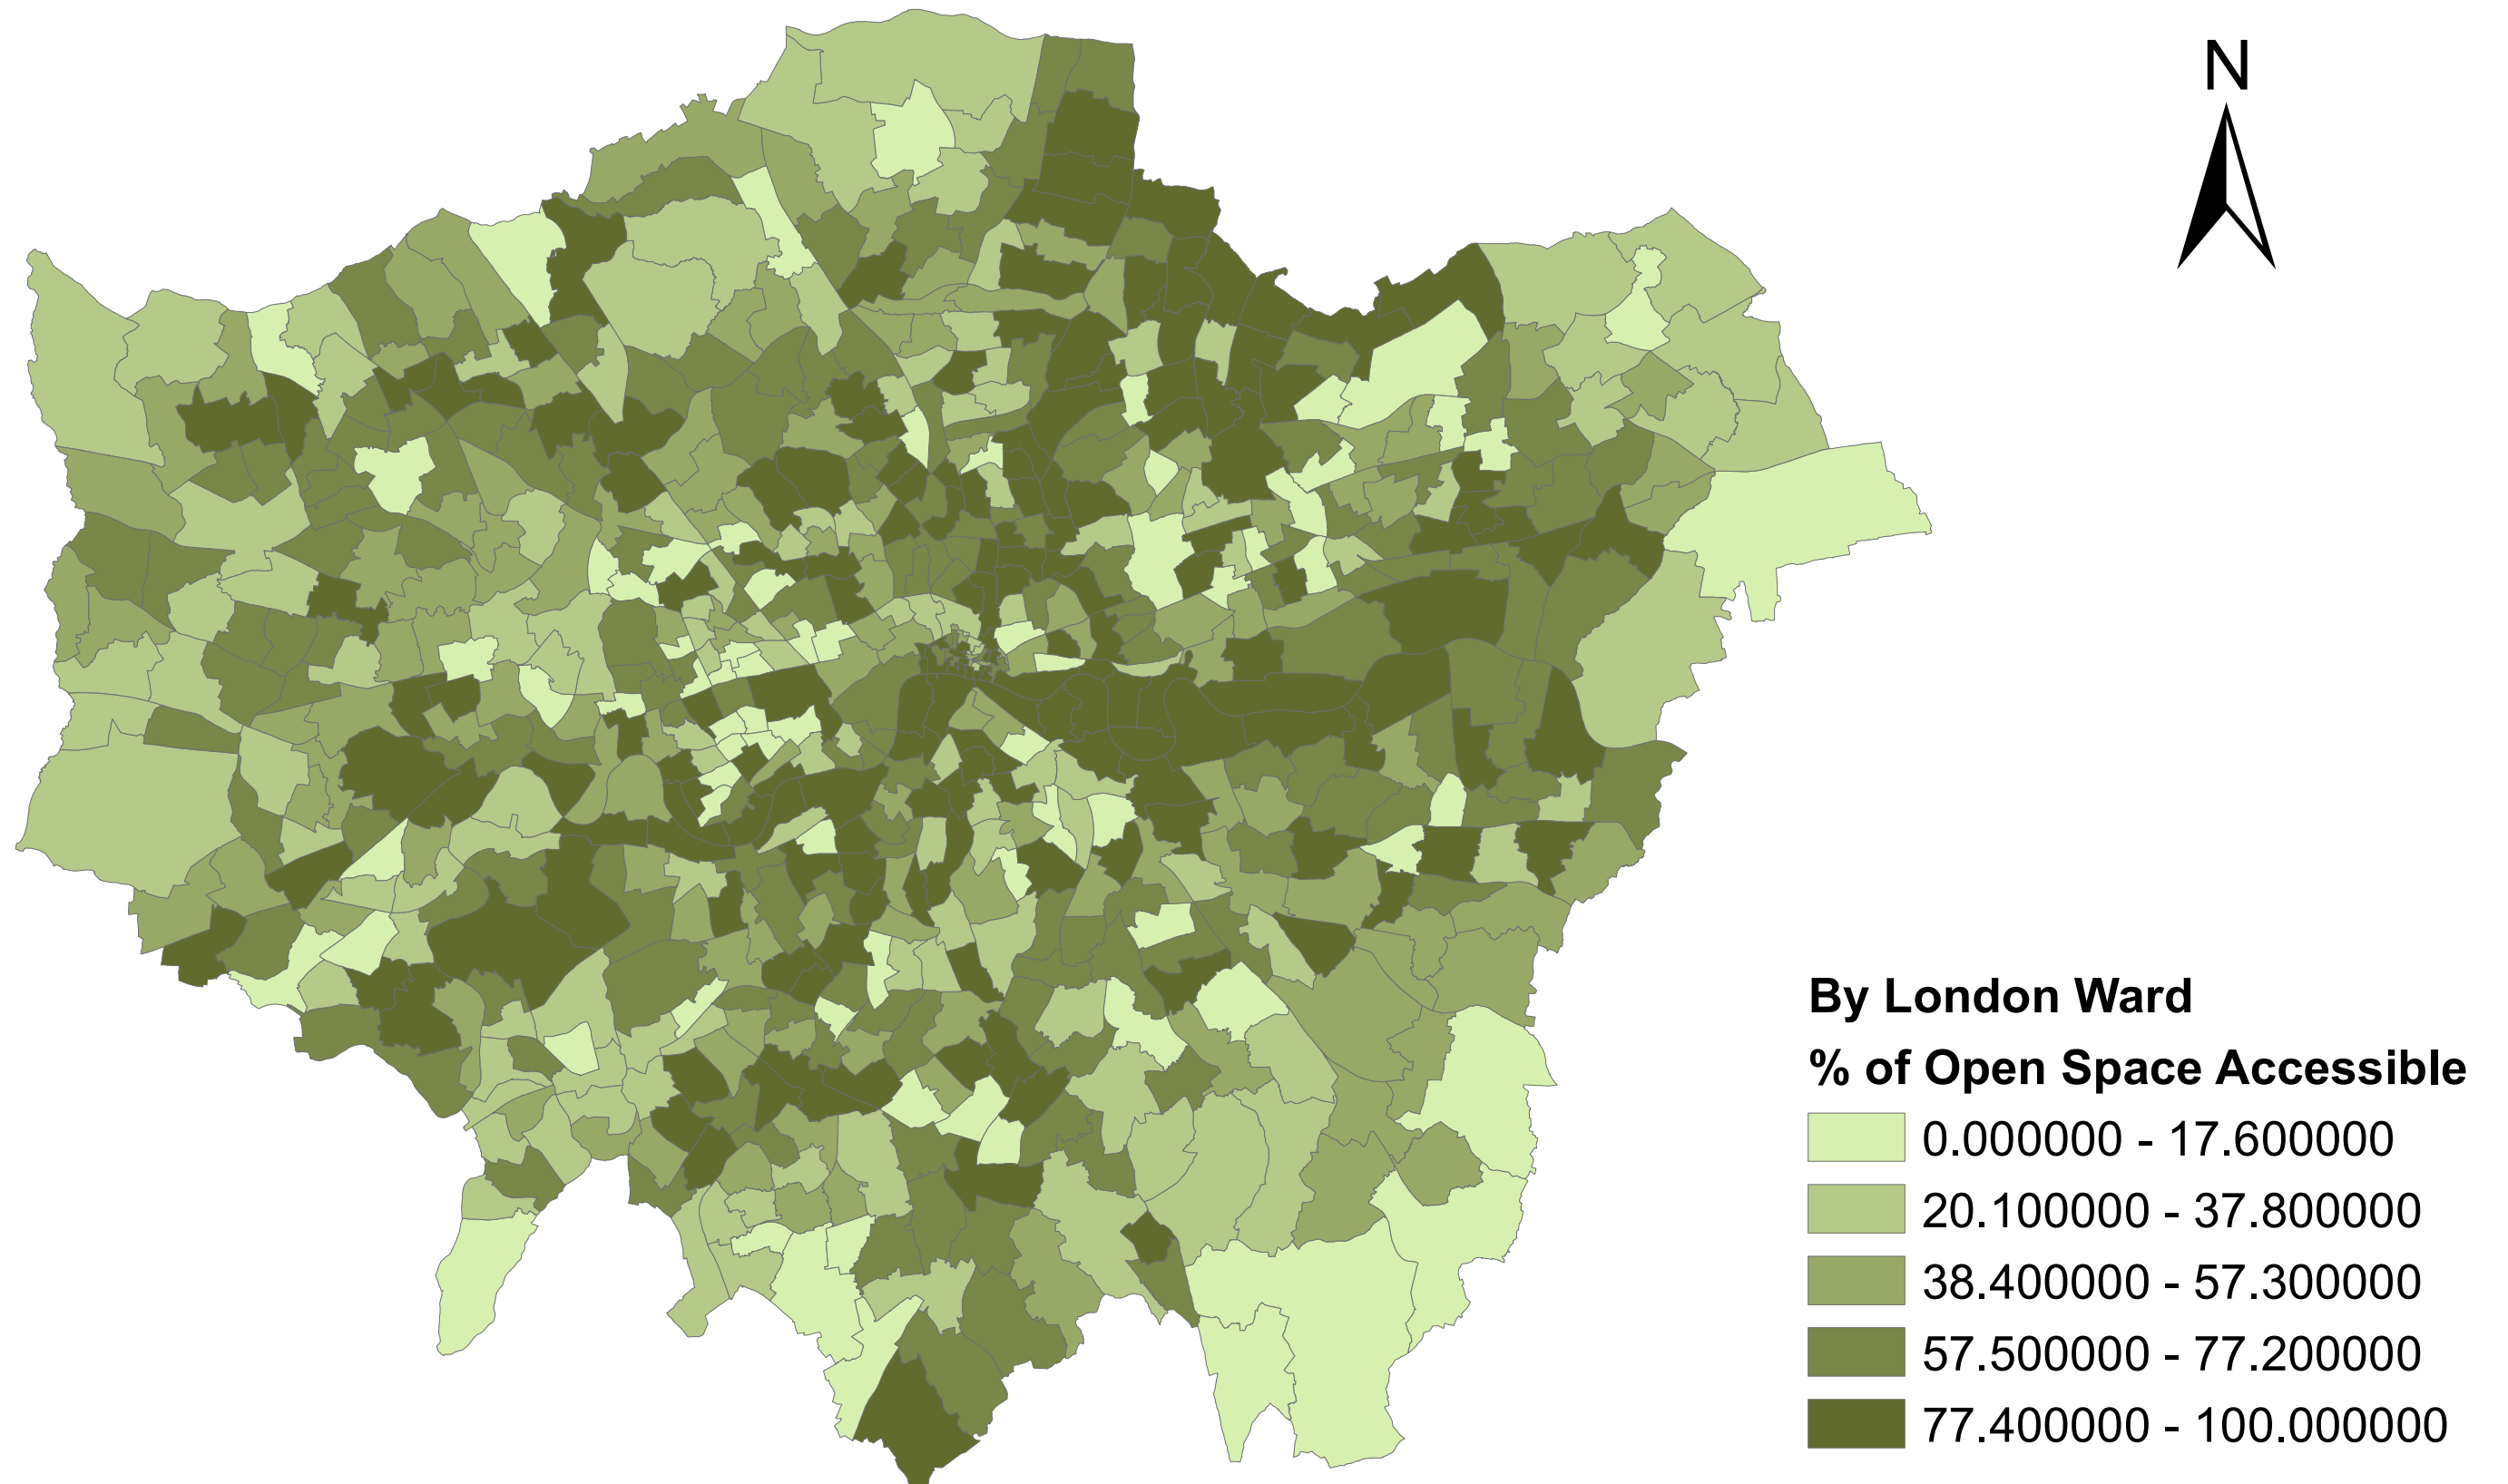 N
By London Ward
% of Open Space Accessible
0.000000 - 17.600000
20.100000 - 37.800000
38.400000 - 57.300000
57.500000 - 77.200000
77.400000 - 100.000000